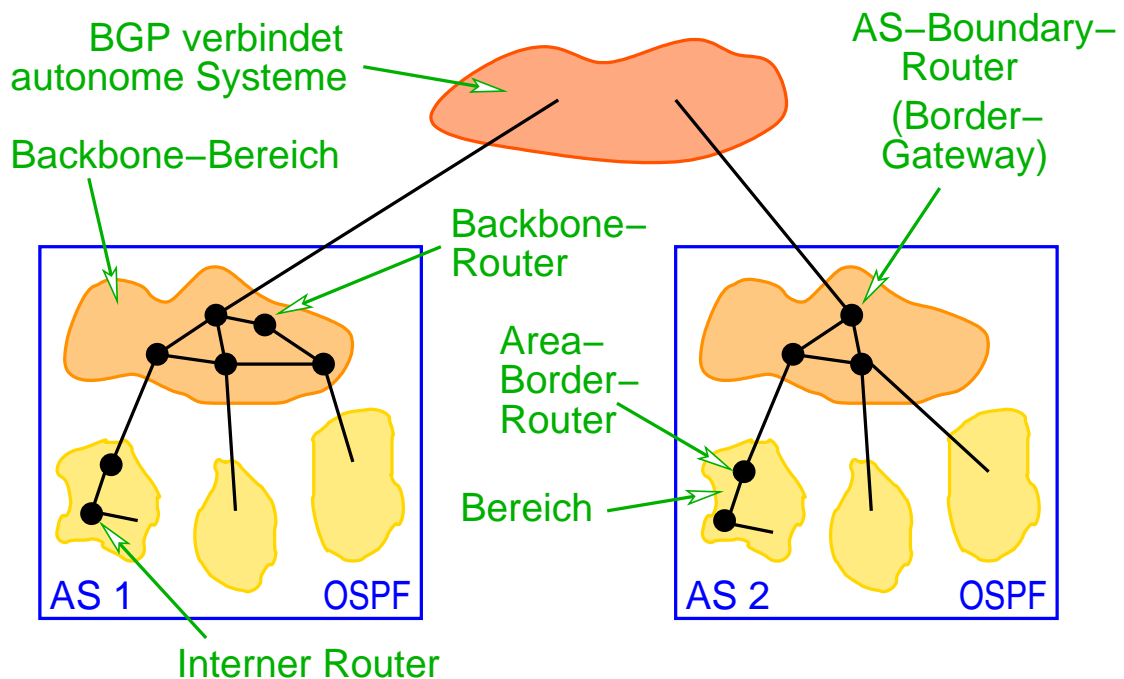 BGP verbindet
autonome Systeme
AS–Boundary–
Router
(Border–
Gateway)
Backbone–Bereich
Backbone–
Router
Area–
Border–
Router
Bereich
AS 1
OSPF
AS 2
OSPF
Interner Router